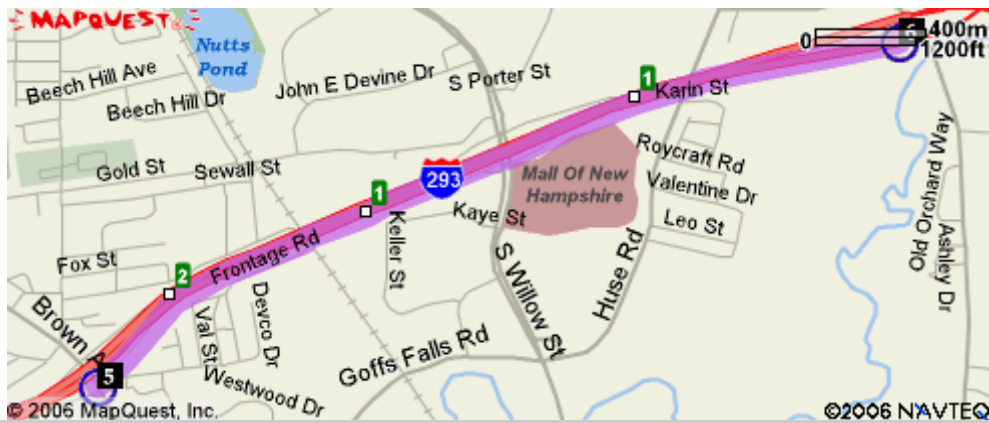 MAPQUEST
6
400m
0
1200ft
Nutts
Pond
Beech Hill Ave
John E Devine Dr
S Porter St
1
Karin St
Beech Hill Dr
Gold St
Sewall St
293
Mall Of New
Hampshire
Roycraft Rd
Valentine Dr
Leo St
Old Orchard Way
Ashley Dr
1
Kaye St
Keller St
Frontage Rd
Fox St
2
S Willow St
Huse Rd
Devco Dr
Val St
Brown A
5
Goffs Falls Rd
Westwood Dr
© 2006 MapQuest, Inc.
©2006 NAVTEQ